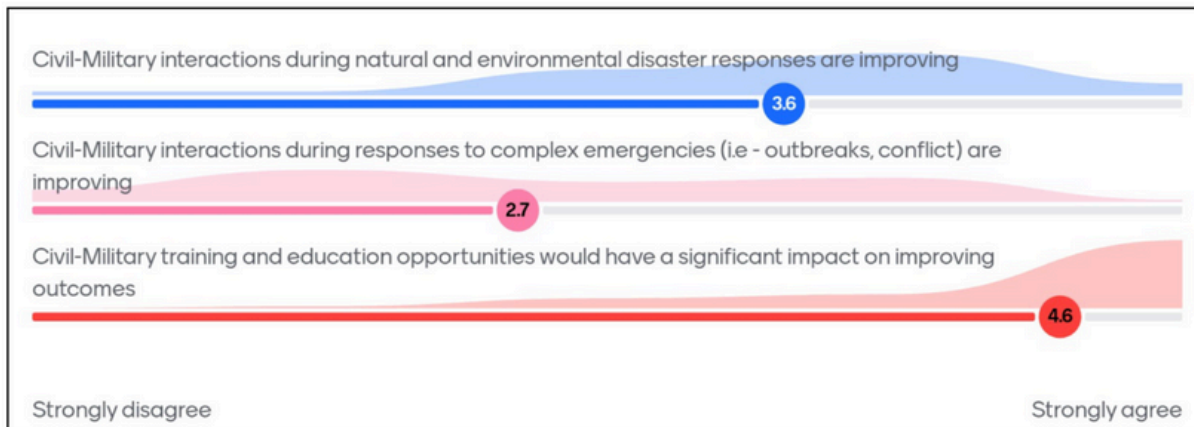 Civil-Military interactions during natural and environmental disaster responses are improving
3.6
Civil-Military interactions during responses to complex emergencies (i.e - outbreaks, conflict) are
improving
2.7
Civil-Military training and education opportunities would have a significant impact on improving
outcomes
4.6
Strongly disagree
Strongly agree